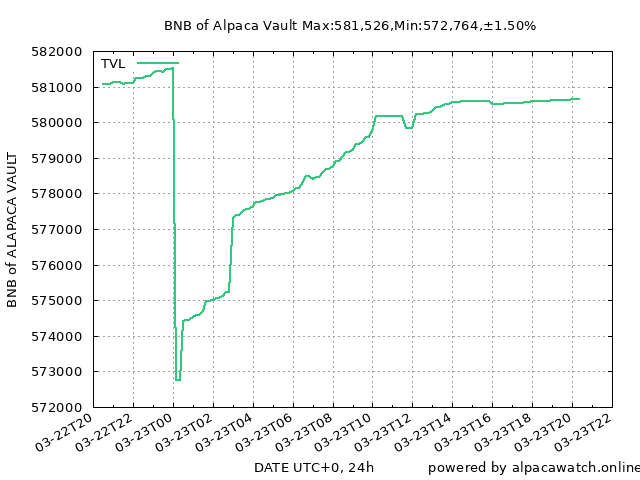 BNB of Alpaca Vault Max:581,526,Min:572,764,±1.50%
TVL
582000
581000
580000
579000
578000
577000
576000
575000
574000
573000
572000
BNB of ALAPACA VAULT
03-22T20
03-22T22
03-23T00
03-23T02
03-23T04
03-23T06
03-23T08
03-23T10
03-23T12
03-23T14
03-23T16
03-23T18
03-23T20
03-23T22
DATE UTC+0, 24h
powered by alpacawatch.online